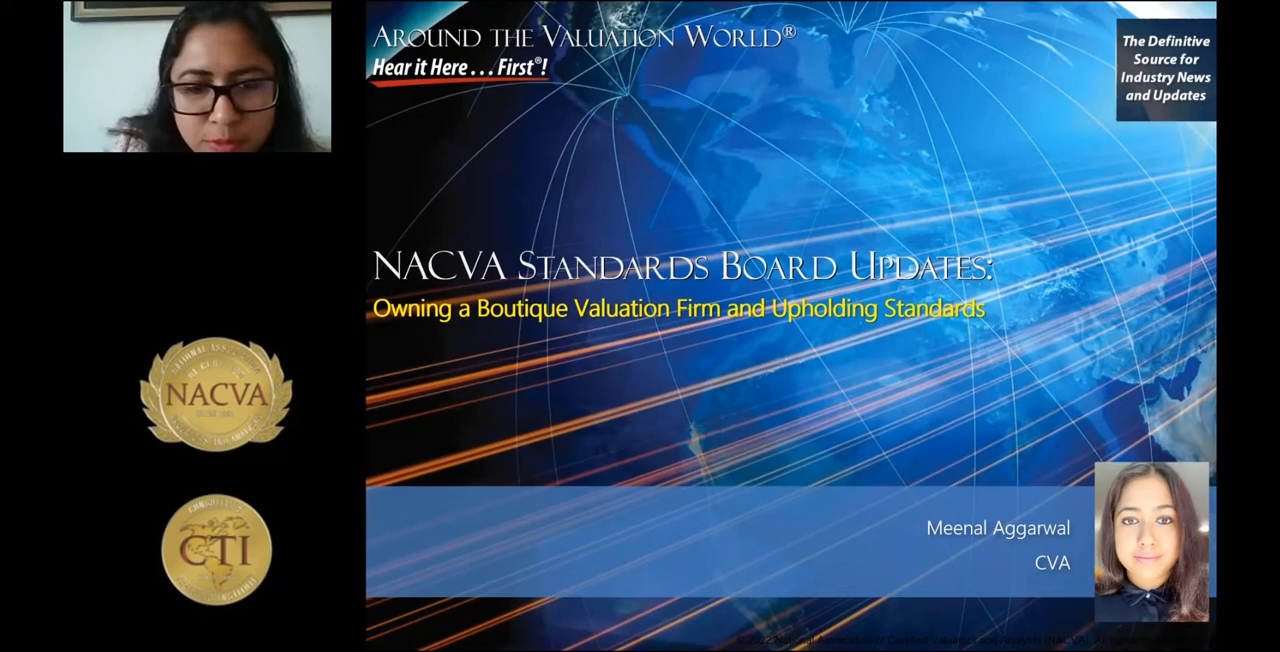 AROUND THE VALUATION WORLD®
Hear it Here...First®!
The Definitive
Source for
Industry News
and Updates
NACVA STANDARDS BOARD UPDATES:
Owning a Boutique Valuation Firm and Upholding Standards
NACVA
CTI
Meenal Aggarwal
CVA